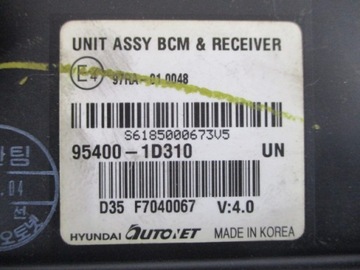 UNIT ASSY BCM & RECEIVER
E4 97RA-01 0048
S6185000673V5
95400-1D310 UN
D35 F7040067 V:4.0
HYUNDAI AUTONET MADE IN KOREA
.04